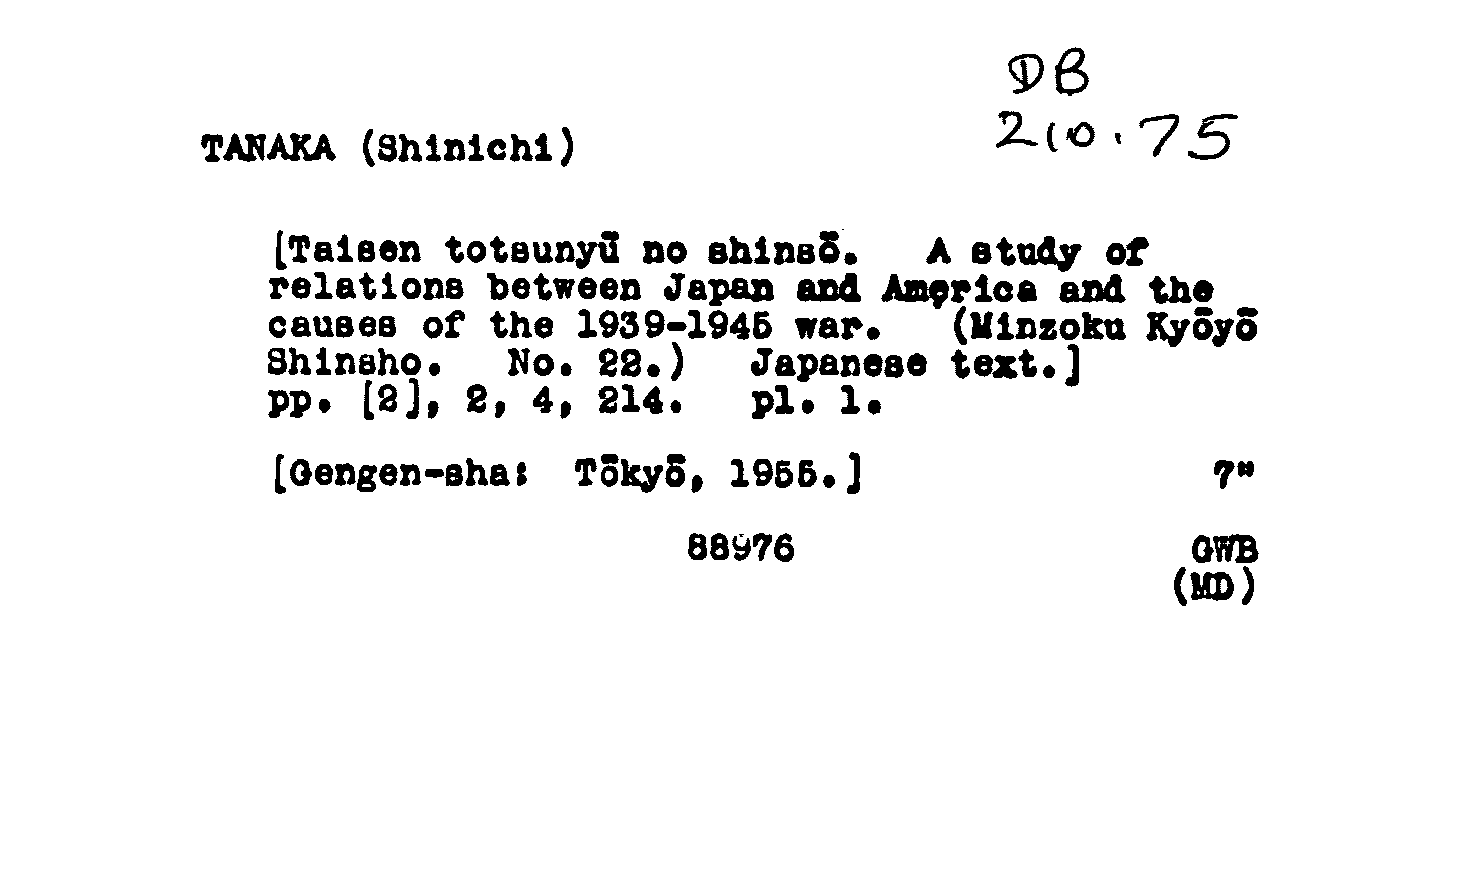 DB
210.75
TANAKA (Shinichi)
[Taisen totsunyū no shinsō. A study of
relations between Japan and America and the
causes of the 1939-1945 war. (Minzoku Kyōyō
Shinsho. No. 22.) Japanese text.]
pp. [2], 2, 4, 214. pl. 1.
[Gengen-sha: Tōkyō, 1955.] 7"
88976 GWB
(MD)